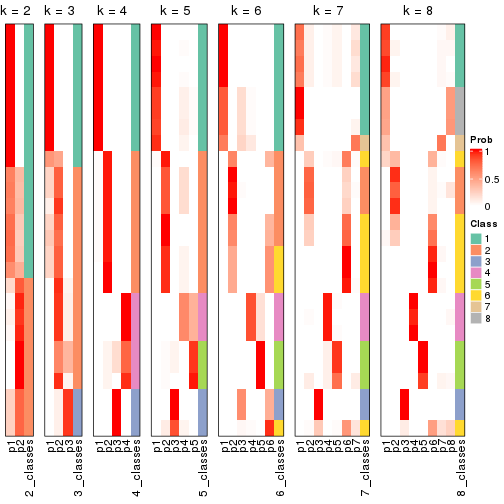 k = 2
k = 3
k = 4
k = 5
k = 6
k = 7
k = 8
Prob
1
0.5
0
Class
1
2
3
4
5
6
7
8
p1
p2
2_classes
p1
p2
p3
3_classes
p1
p2
p3
p4
4_classes
p1
p2
p3
p4
p5
5_classes
p1
p2
p3
p4
p5
p6
6_classes
p1
p2
p3
p4
p5
p6
p7
7_classes
p1
p2
p3
p4
p5
p6
p7
p8
8_classes